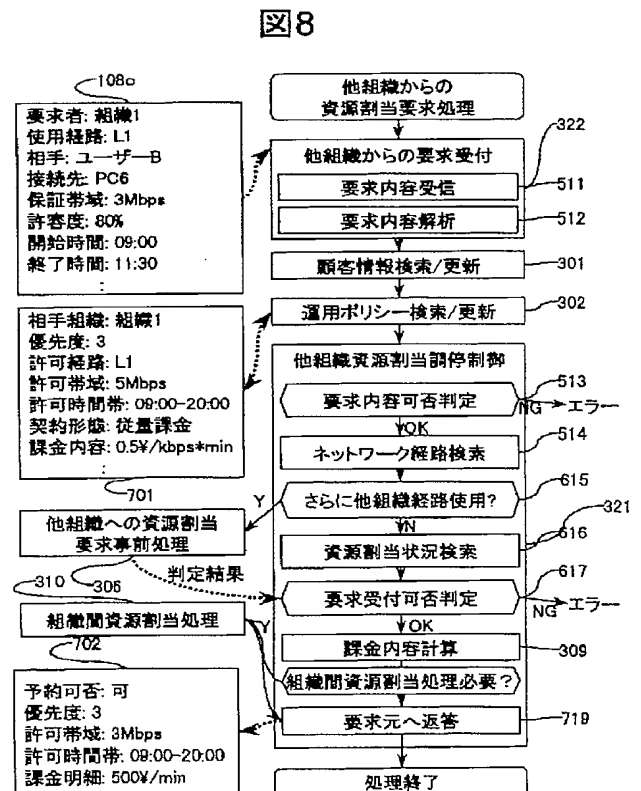 図8
108a
要求者: 組織1
使用経路: L1
相手: ユーザーB
接続先: PC6
保証帯域: 3Mbps
許容度: 80%
開始時間: 09:00
終了時間: 11:30
:
相手組織: 組織1
優先度: 3
許可経路: L1
許可帯域: 5Mbps
許可時間帯: 09:00-20:00
契約形態: 従量課金
課金内容: 0.5¥/kbps*min
:
701
他組織への資源割当
要求事前処理
310
306
判定結果
組織間資源割当処理
702
予約可否: 可
優先度: 3
許可帯域: 3Mbps
許可時間帯: 09:00-20:00
課金明細: 500¥/min
他組織からの
資源割当要求処理
322
他組織からの要求受付
要求内容受信
511
要求内容解析
512
顧客情報検索/更新
301
運用ポリシー検索/更新
302
他組織資源割当調停制御
要求内容可否判定
513
NG
エラー
OK
ネットワーク経路検索
514
さらに他組織経路使用?
615
Y
N
321
資源割当状況検索
616
要求受付可否判定
617
NG
エラー
OK
課金内容計算
309
組織間資源割当処理必要?
Y
要求元へ返答
719
処理終了